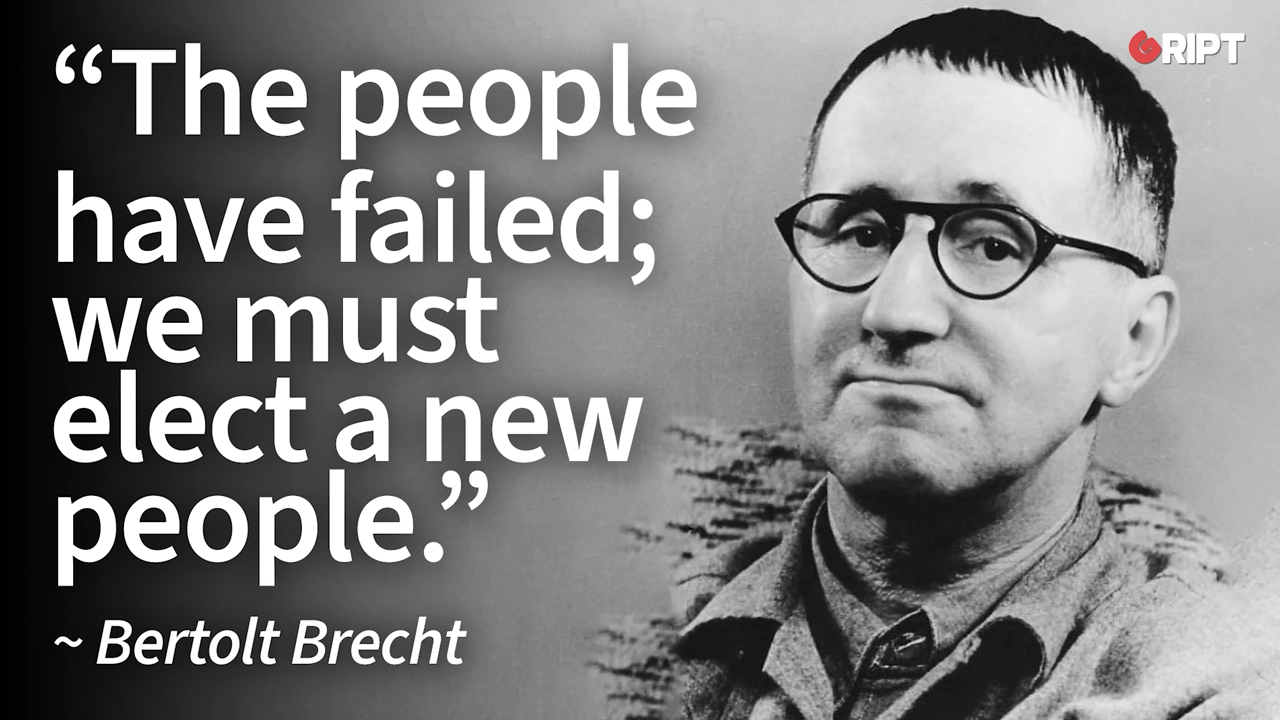 “The people
have failed;
we must
elect a new
people.”
~ Bertolt Brecht
GRIPT